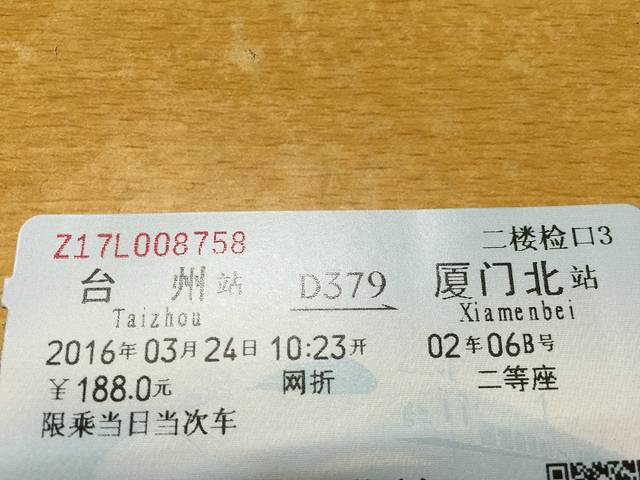 Z17L008758 二楼检口3
台州站 D379 厦门北站
Taizhou Xiamenbei
2016年03月24日 10:23开 02车06B号
￥188.0元 网折 二等座
限乘当日当次车